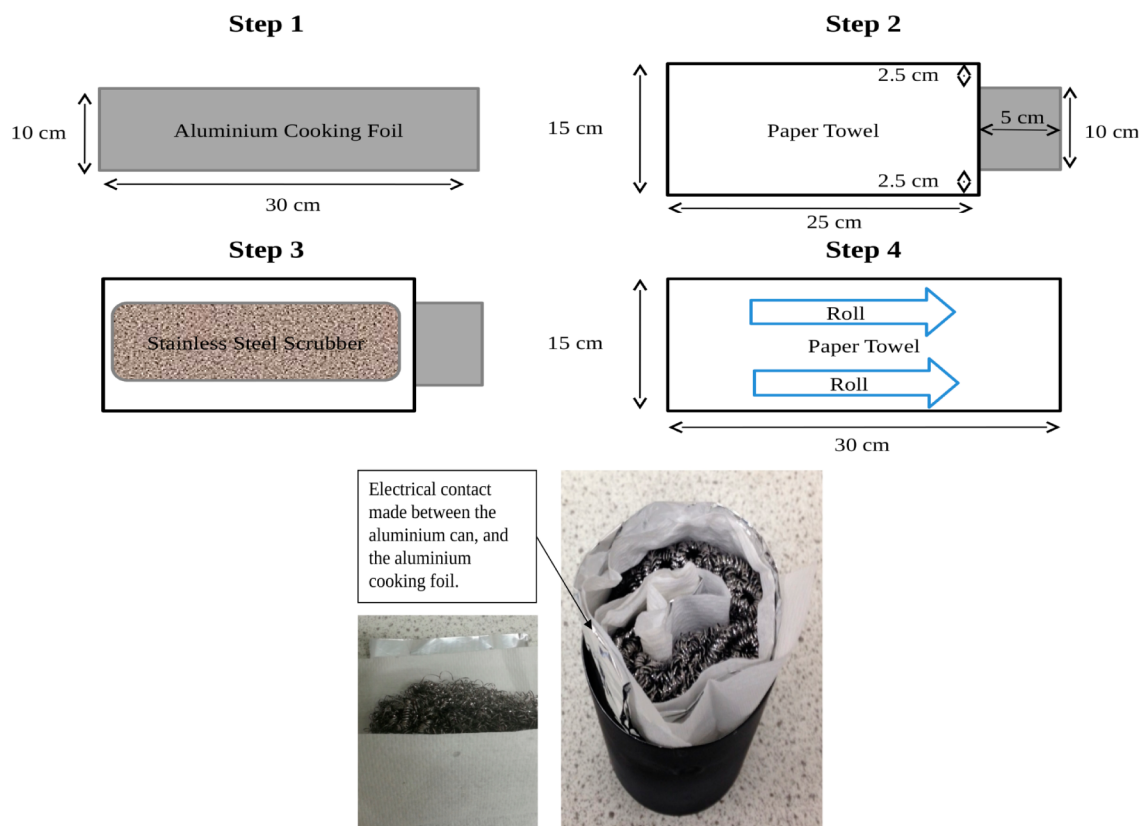 Step 1
10 cm
Aluminium Cooking Foil
30 cm
Step 2
15 cm
2.5 cm
Paper Towel
5 cm
10 cm
2.5 cm
25 cm
Step 3
Stainless Steel Scrubber
Step 4
15 cm
Roll
Paper Towel
Roll
30 cm
Electrical contact
made between the
aluminium can, and
the aluminium
cooking foil.